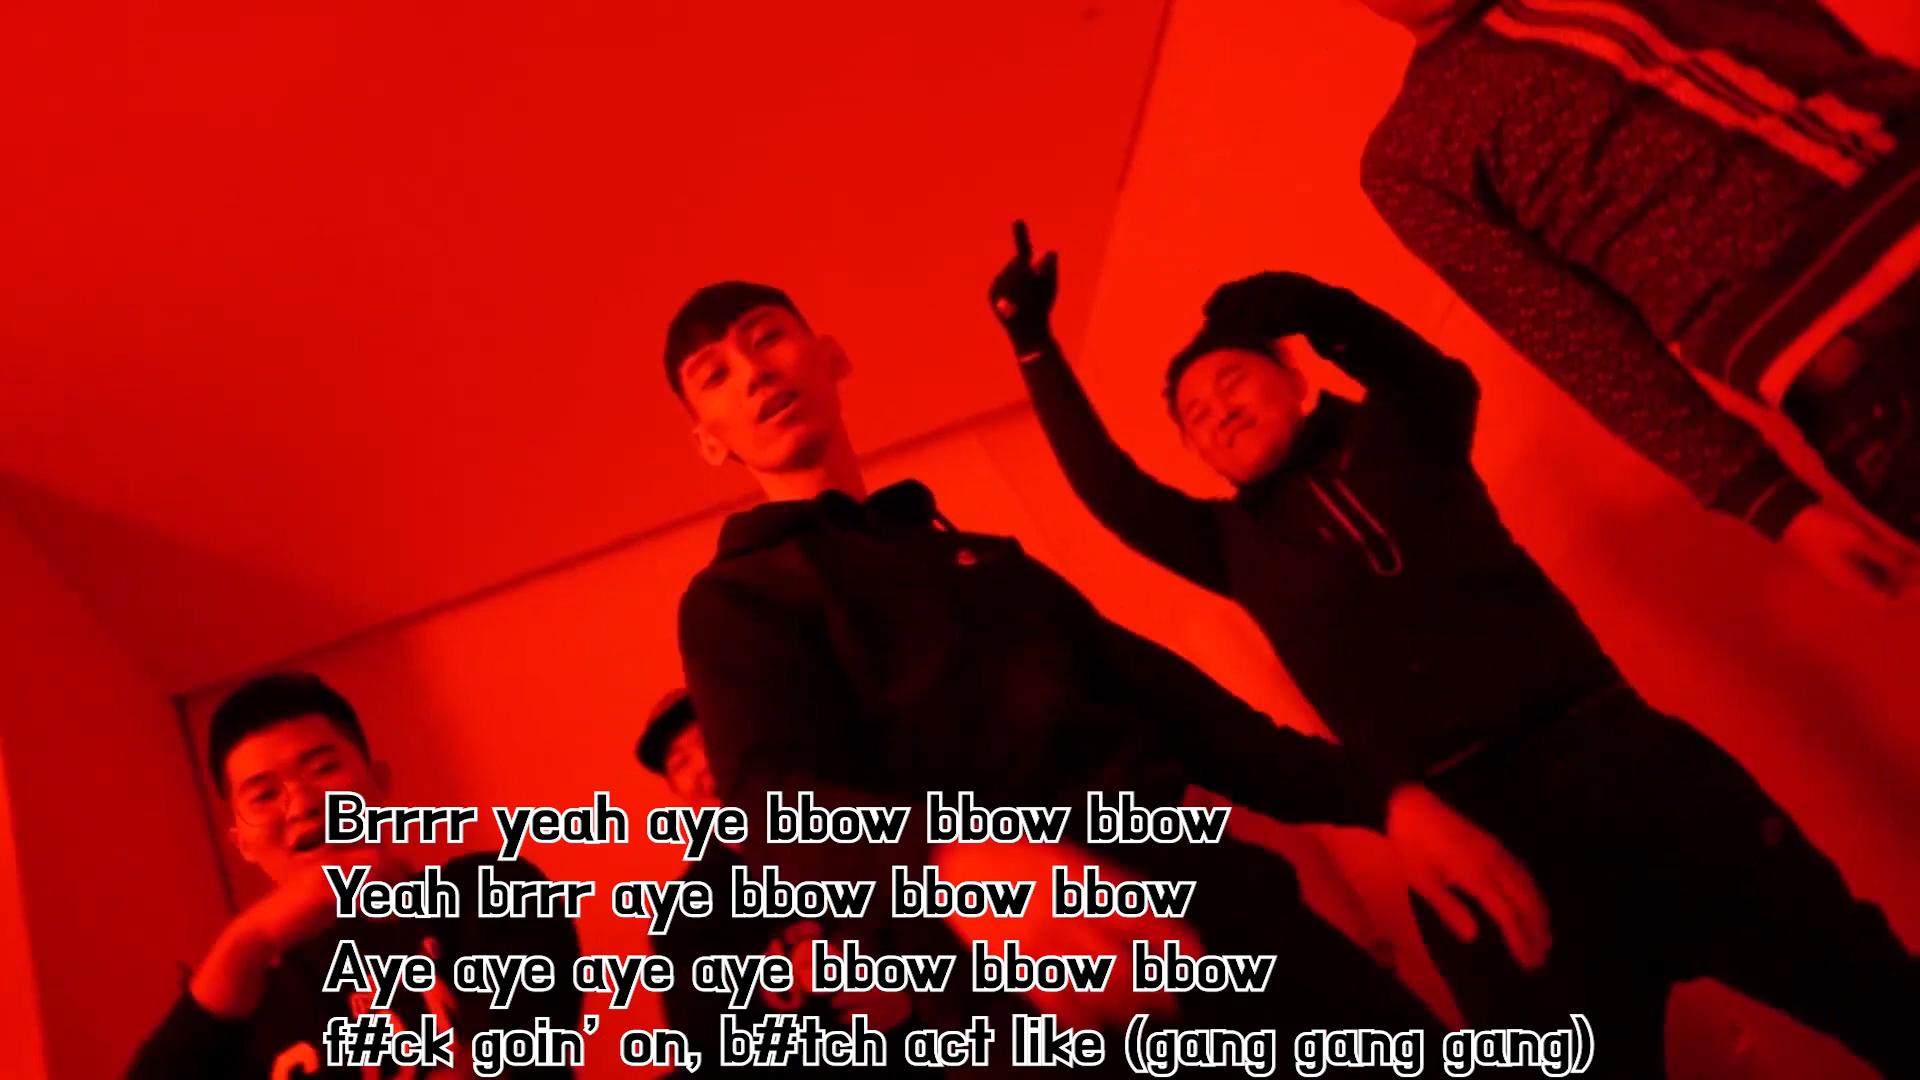 Brrrr yeah aye bbow bbow bbow
Yeah brrr aye bbow bbow bbow
Aye aye aye aye bbow bbow bbow
f#ck goin' on, b#tch act like (gang gang gang)